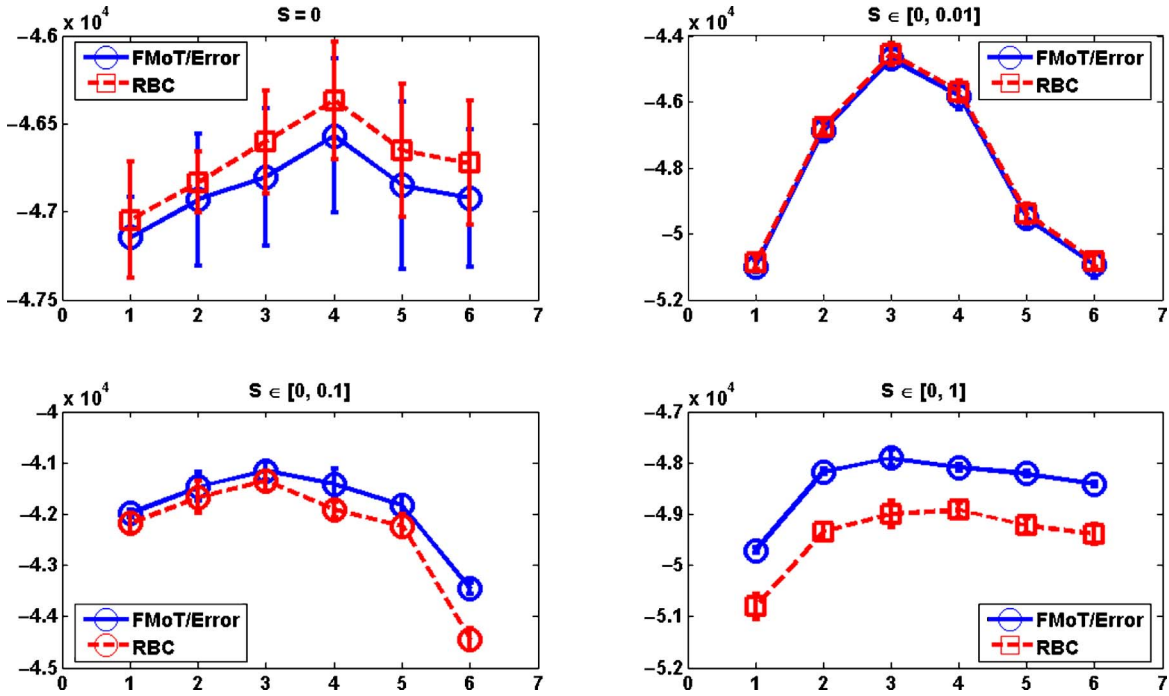 S = 0
x 10^4
−4.6
−4.65
−4.7
−4.75
0 1 2 3 4 5 6 7
FMoT/Error
RBC
S ∈ [0, 0.01]
x 10^4
−4.4
−4.6
−4.8
−5
−5.2
0 1 2 3 4 5 6 7
FMoT/Error
RBC
S ∈ [0, 0.1]
x 10^4
−4
−4.1
−4.2
−4.3
−4.4
−4.5
0 1 2 3 4 5 6 7
FMoT/Error
RBC
S ∈ [0, 1]
x 10^4
−4.7
−4.8
−4.9
−5
−5.1
−5.2
0 1 2 3 4 5 6 7
FMoT/Error
RBC